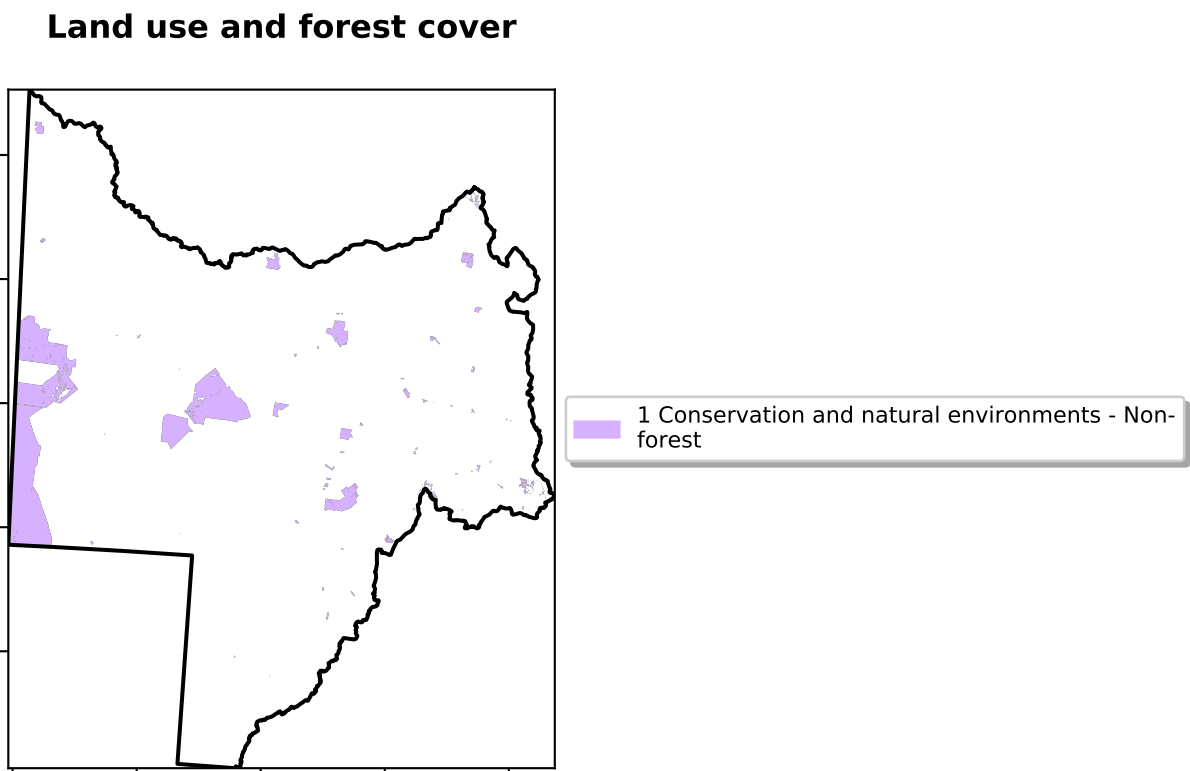 Land use and forest cover
1 Conservation and natural environments - Non-
forest